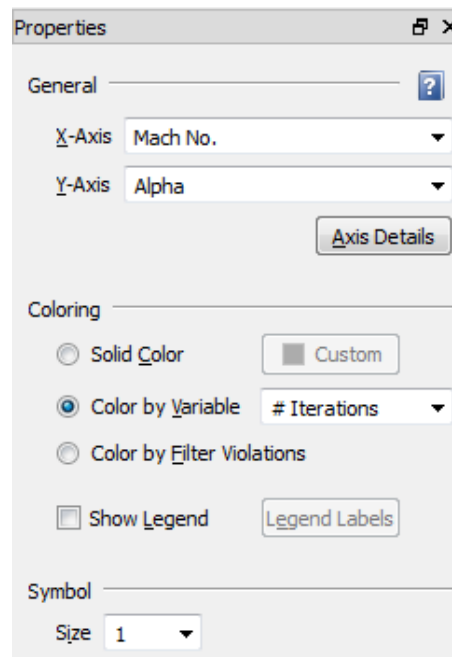 Properties
General
?
X-Axis Mach No.
Y-Axis Alpha
Axis Details
Coloring
Solid Color Custom
Color by Variable # Iterations
Color by Filter Violations
Show Legend Legend Labels
Symbol
Size 1